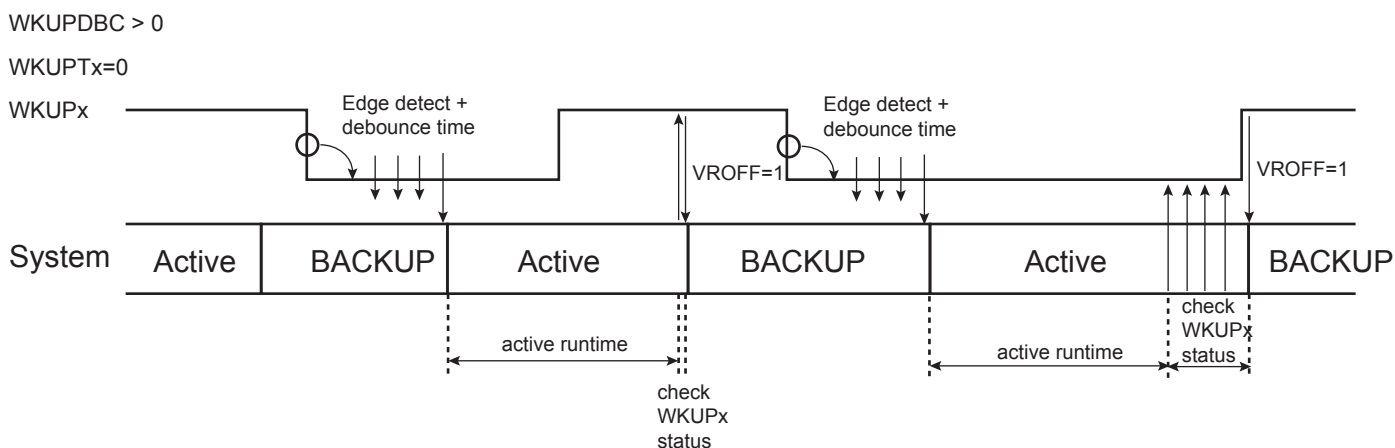 WKUPDBC > 0
WKUPTx=0
WKUPx
Edge detect +
debounce time
VROFF=1
Edge detect +
debounce time
VROFF=1
System
Active
BACKUP
Active
BACKUP
Active
BACKUP
active runtime
check
WKUPx
status
active runtime
check
WKUPx
status